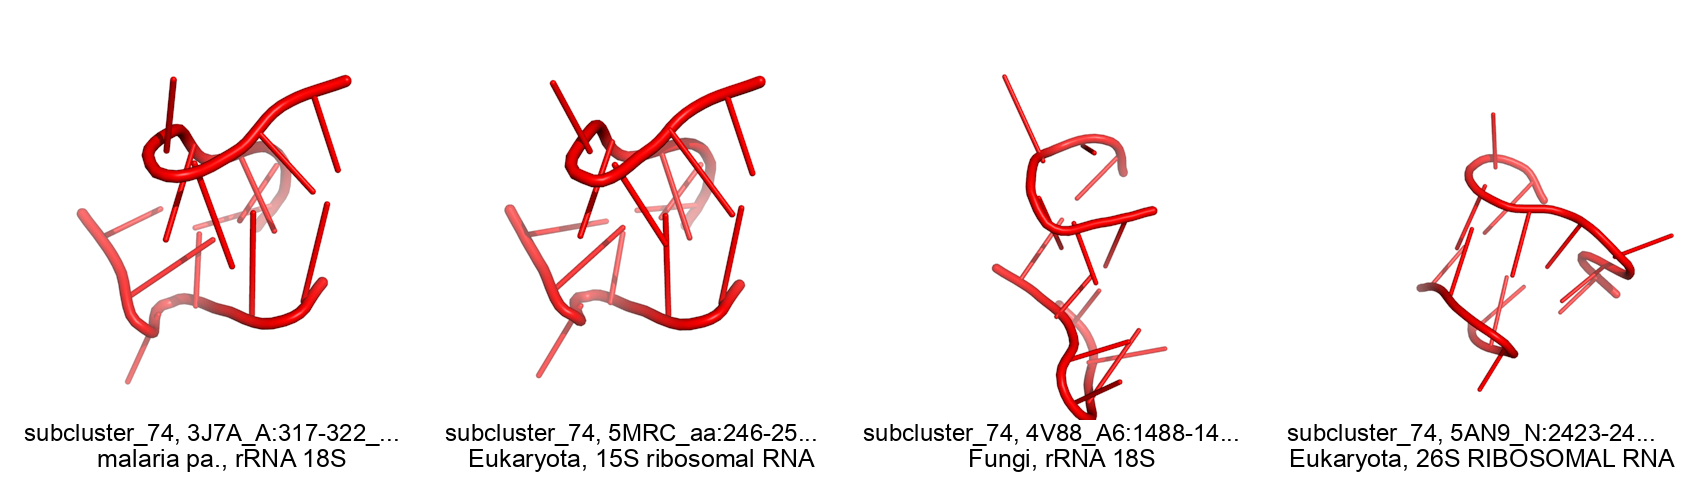 subcluster_74, 3J7A_A:317-322_...
malaria pa., rRNA 18S
subcluster_74, 5MRC_aa:246-25...
Eukaryota, 15S ribosomal RNA
subcluster_74, 4V88_A6:1488-14...
Fungi, rRNA 18S
subcluster_74, 5AN9_N:2423-24...
Eukaryota, 26S RIBOSOMAL RNA